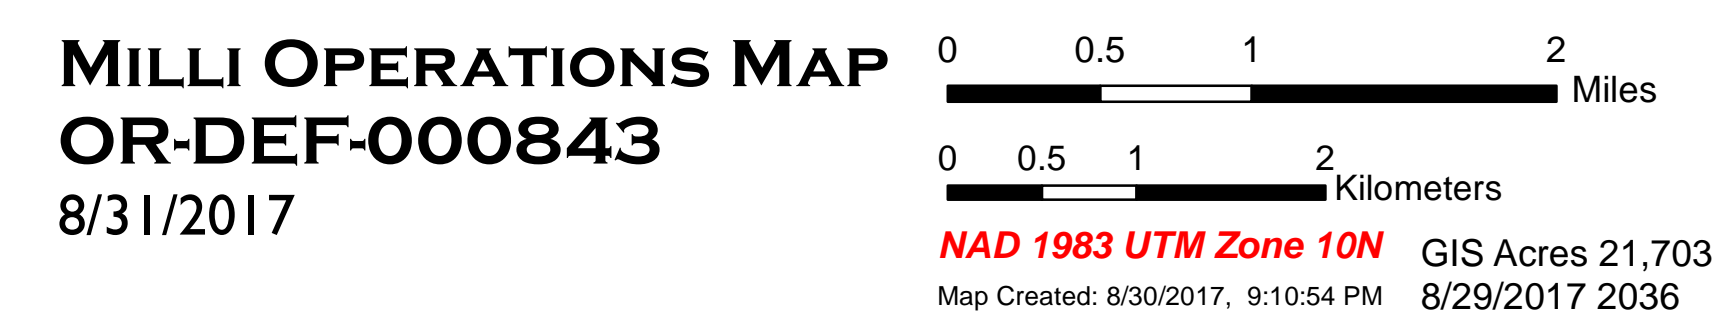 MILLI OPERATIONS MAP
OR-DEF-000843
8/31/2017
0 0.5 1 2
Miles
0 0.5 1 2
Kilometers
NAD 1983 UTM Zone 10N
Map Created: 8/30/2017, 9:10:54 PM
GIS Acres 21,703
8/29/2017 2036